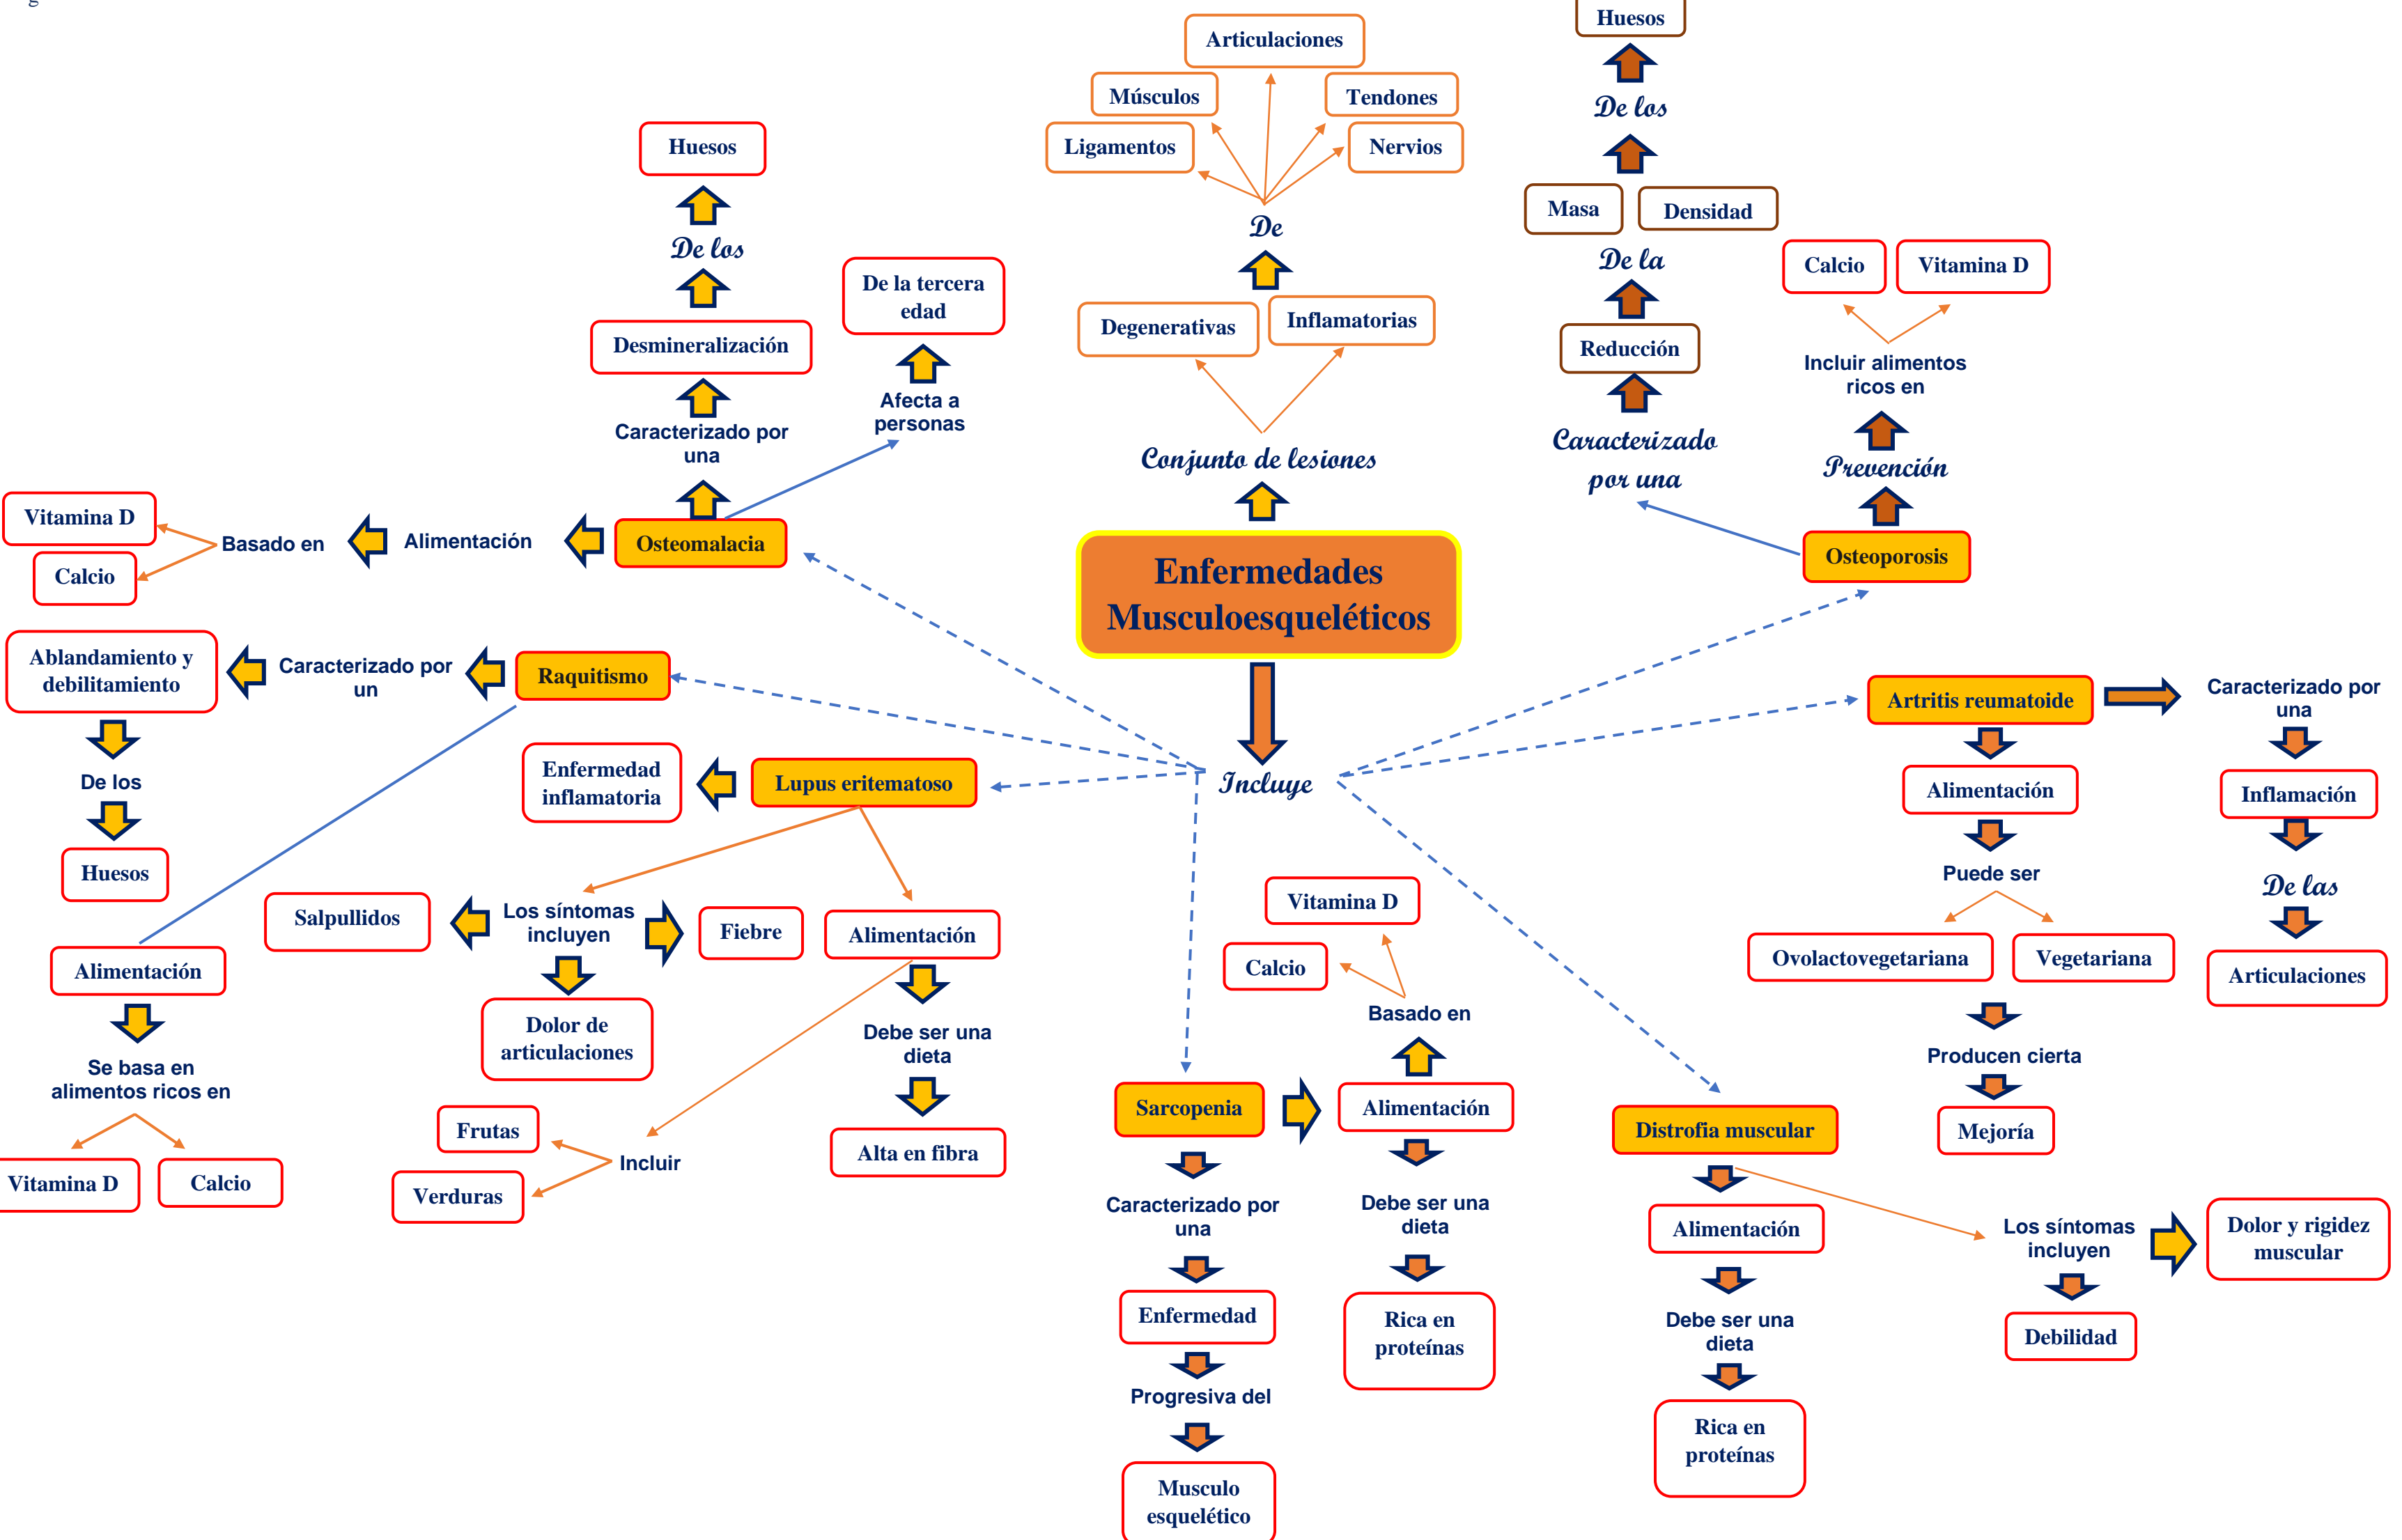 g
Huesos
De los
Masa
Densidad
De la
Reducción
Caracterizado
por una
Calcio
Vitamina D
Incluir alimentos
ricos en
Prevención
Osteoporosis
Articulaciones
Músculos
Tendones
Ligamentos
Nervios
De
Degenerativas
Inflamatorias
Conjunto de lesiones
Enfermedades
Musculoesqueléticos
Incluye
Huesos
De los
Desmineralización
Caracterizado por
una
De la tercera
edad
Afecta a
personas
Osteomalacia
Alimentación
Basado en
Vitamina D
Calcio
Raquitismo
Caracterizado por
un
Ablandamiento y
debilitamiento
De los
Huesos
Alimentación
Se basa en
alimentos ricos en
Vitamina D
Calcio
Lupus eritematoso
Enfermedad
inflamatoria
Los síntomas
incluyen
Salpullidos
Fiebre
Dolor de
articulaciones
Alimentación
Debe ser una
dieta
Alta en fibra
Incluir
Frutas
Verduras
Sarcopenia
Caracterizado por
una
Enfermedad
Progresiva del
Musculo
esquelético
Alimentación
Basado en
Vitamina D
Calcio
Debe ser una
dieta
Rica en
proteínas
Distrofia muscular
Alimentación
Debe ser una
dieta
Rica en
proteínas
Los síntomas
incluyen
Dolor y rigidez
muscular
Debilidad
Artritis reumatoide
Alimentación
Puede ser
Ovolactovegetariana
Vegetariana
Producen cierta
Mejoría
Caracterizado por
una
Inflamación
De las
Articulaciones